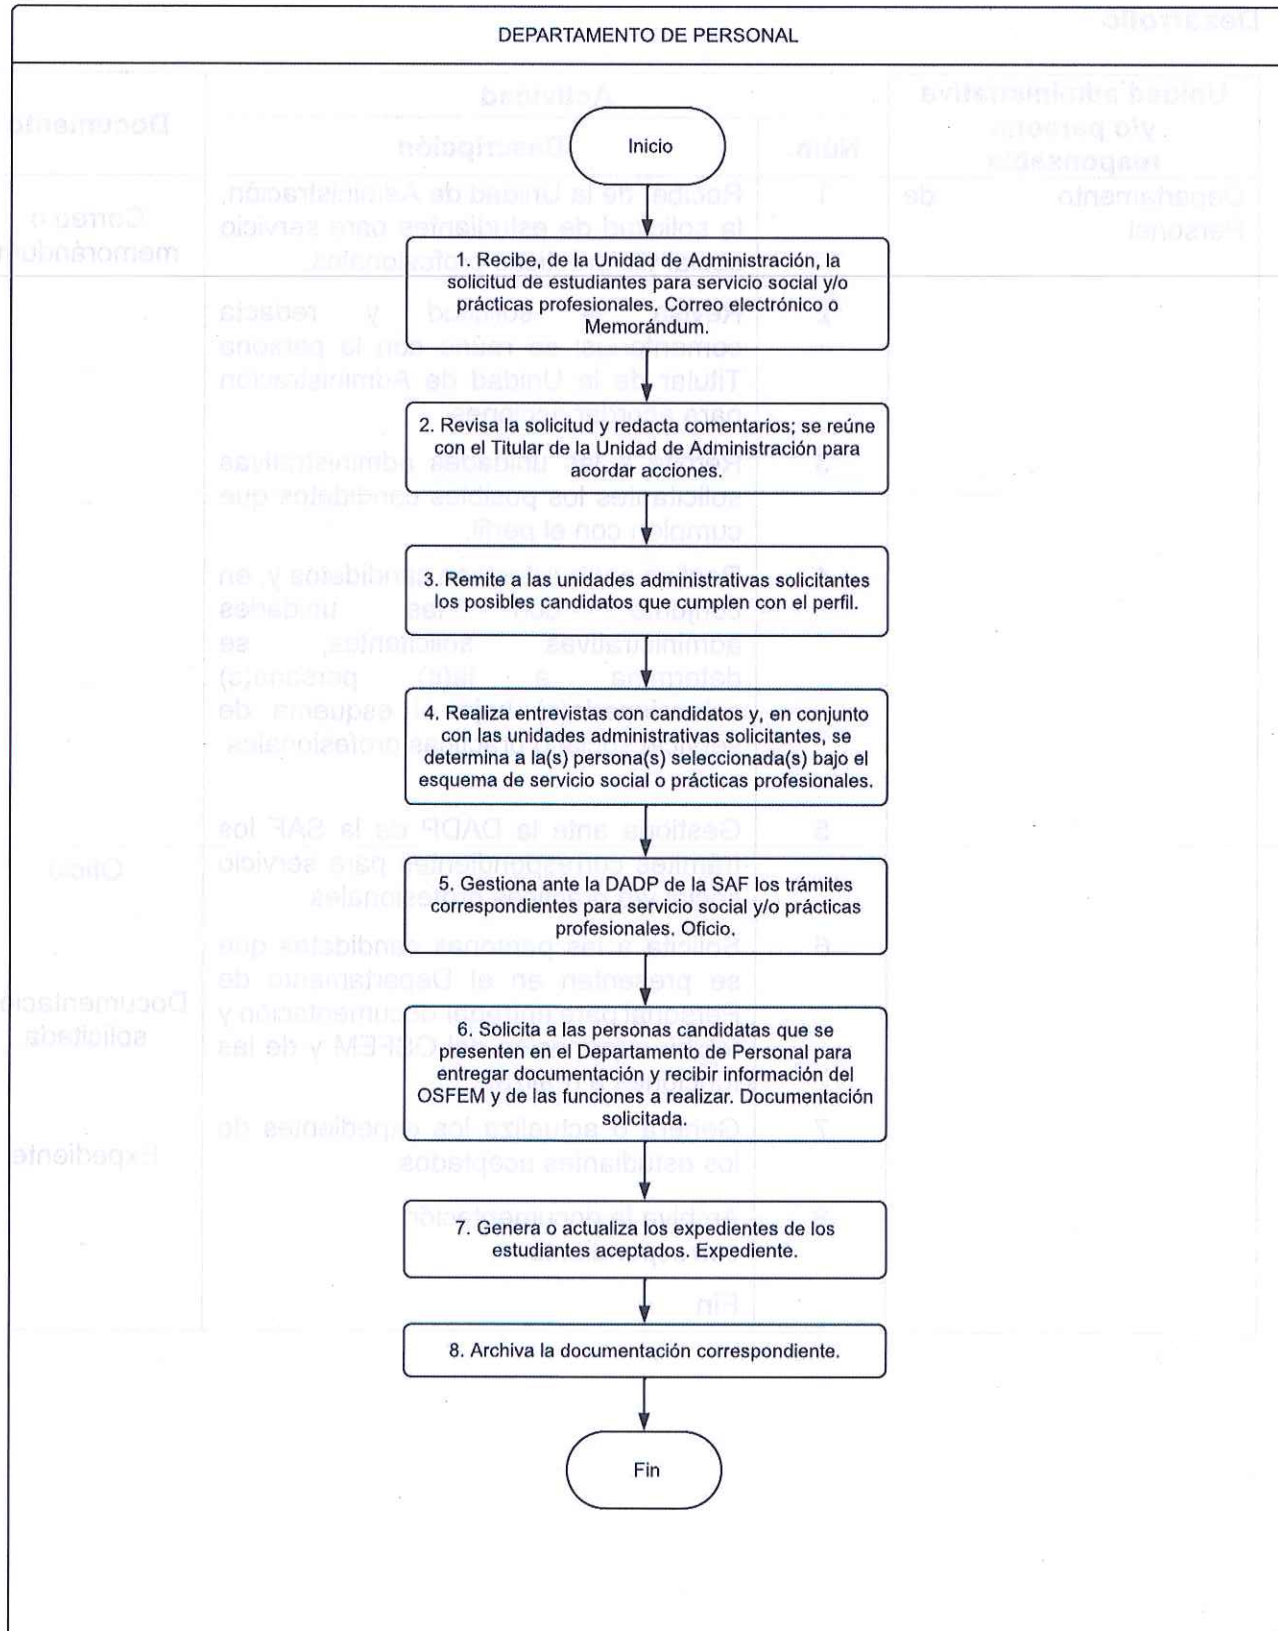 DEPARTAMENTO DE PERSONAL
Inicio
1. Recibe, de la Unidad de Administración, la
solicitud de estudiantes para servicio social y/o
prácticas profesionales. Correo electrónico o
Memorándum.
2. Revisa la solicitud y redacta comentarios; se reúne
con el Titular de la Unidad de Administración para
acordar acciones.
3. Remite a las unidades administrativas solicitantes
los posibles candidatos que cumplen con el perfil.
4. Realiza entrevistas con candidatos y, en conjunto
con las unidades administrativas solicitantes, se
determina a la(s) persona(s) seleccionada(s) bajo el
esquema de servicio social o prácticas profesionales.
5. Gestiona ante la DADP de la SAF los trámites
correspondientes para servicio social y/o prácticas
profesionales. Oficio.
6. Solicita a las personas candidatas que se
presenten en el Departamento de Personal para
entregar documentación y recibir información del
OSFEM y de las funciones a realizar. Documentación
solicitada.
7. Genera o actualiza los expedientes de los
estudiantes aceptados. Expediente.
8. Archiva la documentación correspondiente.
Fin